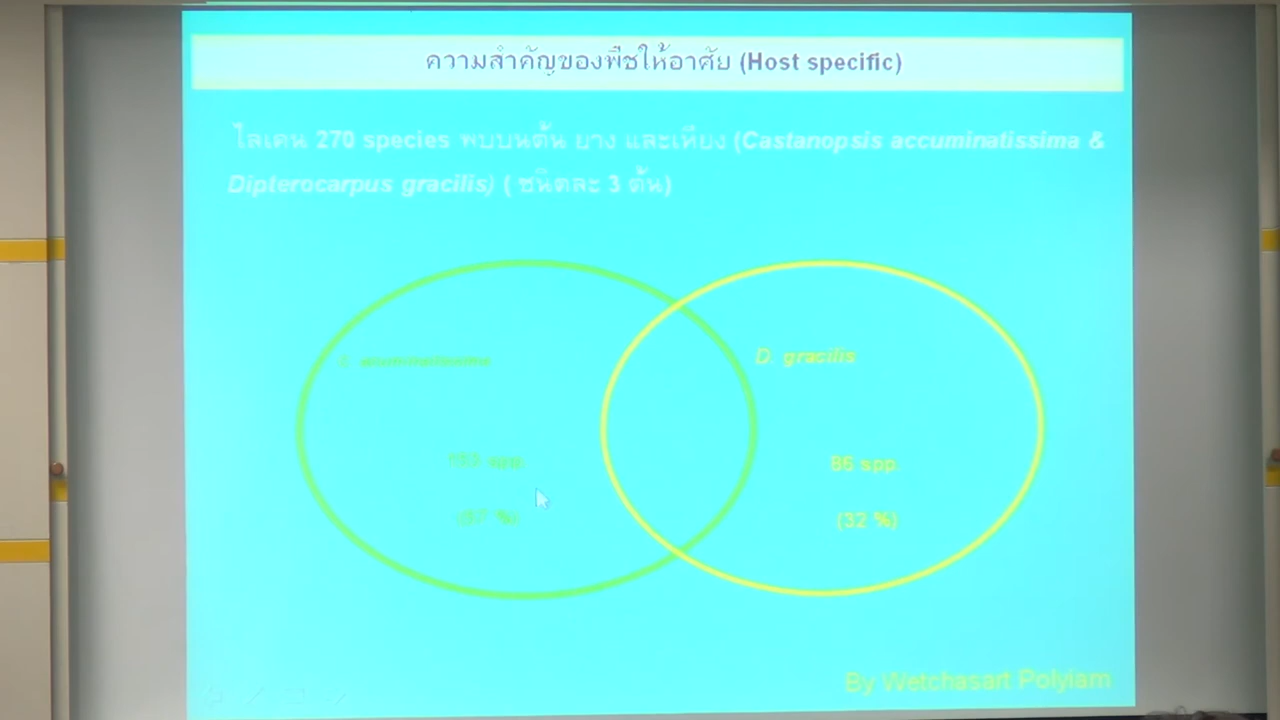 ความสำคัญของพืชให้อาศัย (Host specific)
ไลเคน 270 species พบบนต้น ยาง และเหียง (Castanopsis accuminatissima &
Dipterocarpus gracilis) ( ชนิดละ 3 ต้น)
D. gracilis
86 spp.
(32 %)
By Wetchasart Polyiam